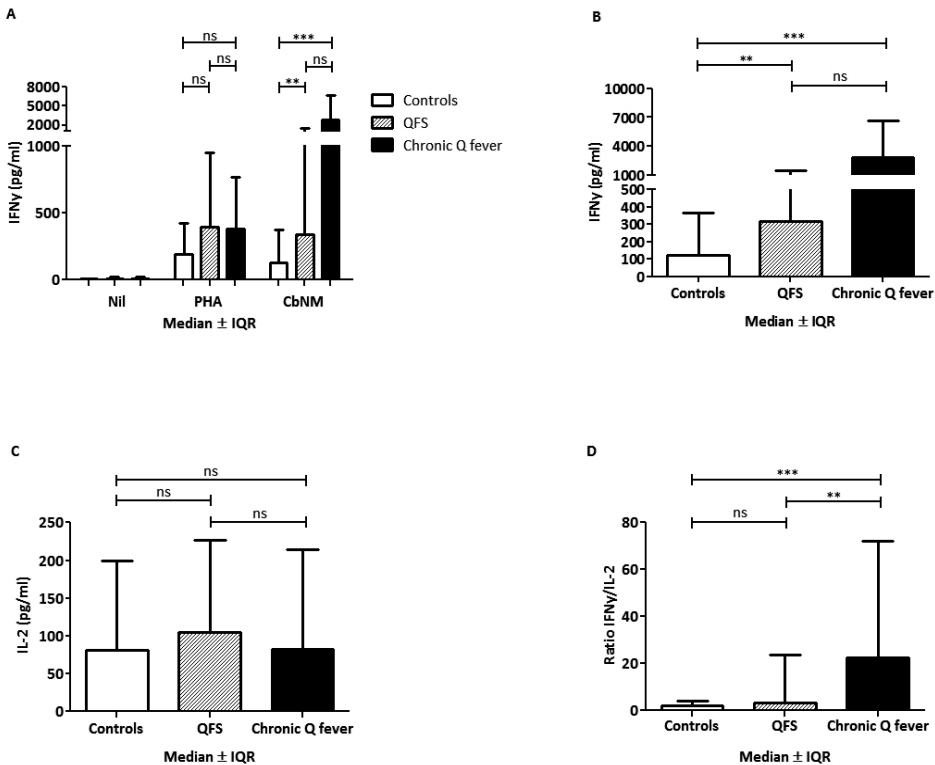 A
ns
***
ns
ns
ns
**
8000
5000
2000
1000
500
0
IFNγ (pg/ml)
Nil
PHA
CbNM
Median ± IQR
Controls
QFS
Chronic Q fever
B
***
**
ns
10000
7000
4000
1000
500
400
300
200
100
0
IFNγ (pg/ml)
Controls
QFS
Chronic Q fever
Median ± IQR
C
ns
ns
ns
250
200
150
100
50
0
IL-2 (pg/ml)
Controls
QFS
Chronic Q fever
Median ± IQR
D
***
**
ns
80
60
40
20
0
Ratio IFNγ/IL-2
Controls
QFS
Chronic Q fever
Median ± IQR